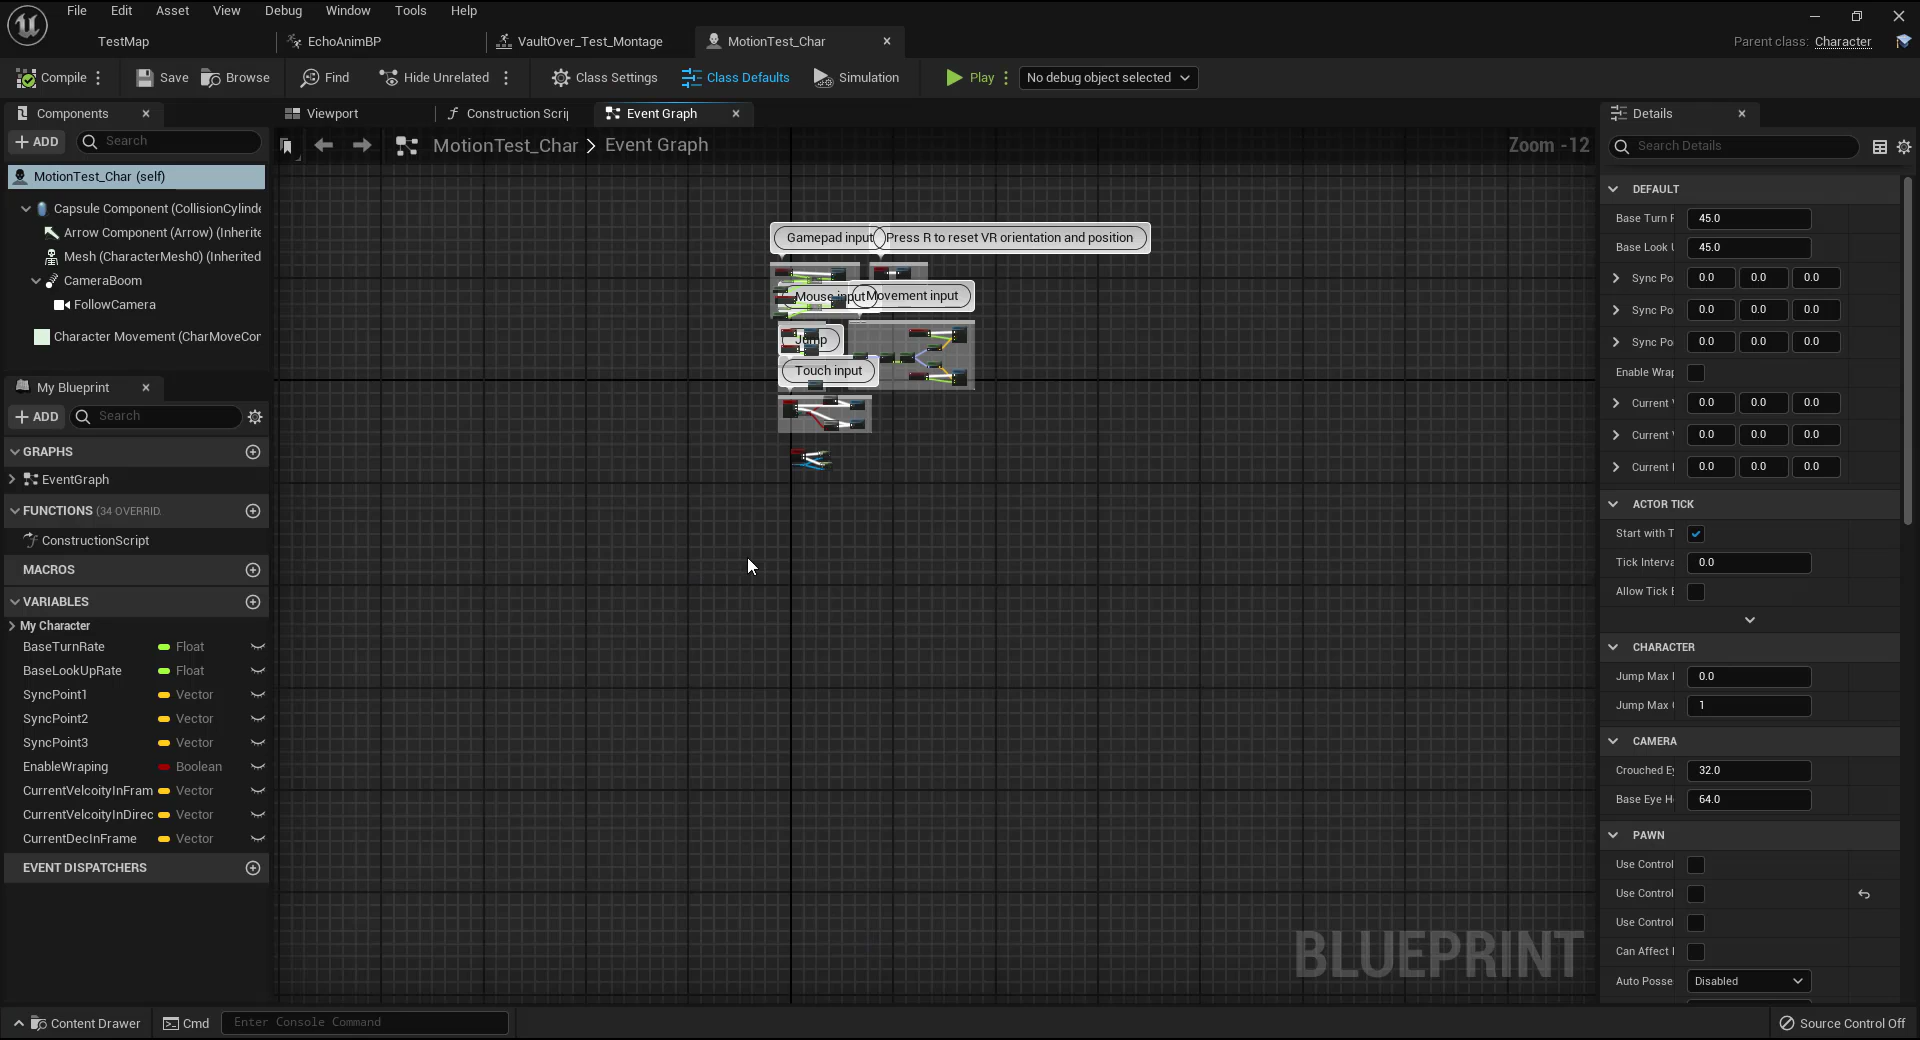 File Edit Asset View Debug Window Tools Help
TestMap EchoAnimBP VaultOver_Test_Montage MotionTest_Char Parent class: Character
Compile Save Browse Find Hide Unrelated Class Settings Class Defaults Simulation Play No debug object selected
Components Viewport Construction Scrip Event Graph Details
ADD Search MotionTest_Char > Event Graph Zoom -12 Search Details
MotionTest_Char (self)
Capsule Component (CollisionCylinde
Arrow Component (Arrow) (Inherite
Mesh (CharacterMesh0) (Inherited
CameraBoom
FollowCamera
Character Movement (CharMoveCon
My Blueprint
ADD Search
GRAPHS
EventGraph
FUNCTIONS (34 OVERRID
ConstructionScript
MACROS
VARIABLES
My Character
BaseTurnRate Float
BaseLookUpRate Float
SyncPoint1 Vector
SyncPoint2 Vector
SyncPoint3 Vector
EnableWraping Boolean
CurrentVelcoityInFram Vector
CurrentVelcoityInDirec Vector
CurrentDecInFrame Vector
EVENT DISPATCHERS
Gamepad input Press R to reset VR orientation and position
Mouse input Movement input
Jump
Touch input
BLUEPRINT
DEFAULT
Base Turn R 45.0
Base Look U 45.0
Sync Po 0.0 0.0 0.0
Sync Po 0.0 0.0 0.0
Sync Po 0.0 0.0 0.0
Enable Wrap
Current V 0.0 0.0 0.0
Current V 0.0 0.0 0.0
Current D 0.0 0.0 0.0
ACTOR TICK
Start with T
Tick Interva 0.0
Allow Tick B
CHARACTER
Jump Max H 0.0
Jump Max C 1
CAMERA
Crouched Ey 32.0
Base Eye He 64.0
PAWN
Use Control
Use Control
Use Control
Can Affect N
Auto Posse Disabled
Content Drawer Cmd Enter Console Command Source Control Off